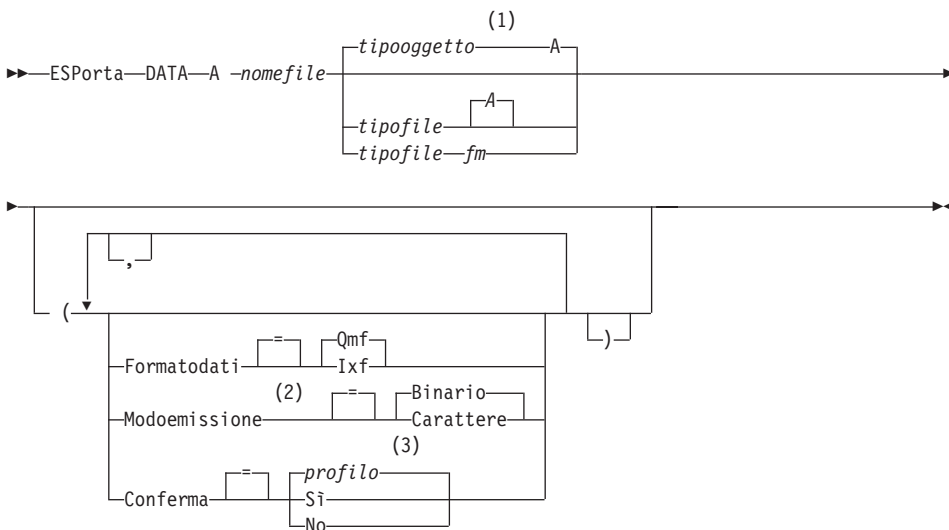 (1)
tipooggetto A
ESPorta DATA A nomefile
A
tipofile
tipofile fm
,
(
)
= Qmf
Formatodati Ixf
(2)
= Binario
Modoemissione Carattere
(3)
= profilo
Conferma Sì
No